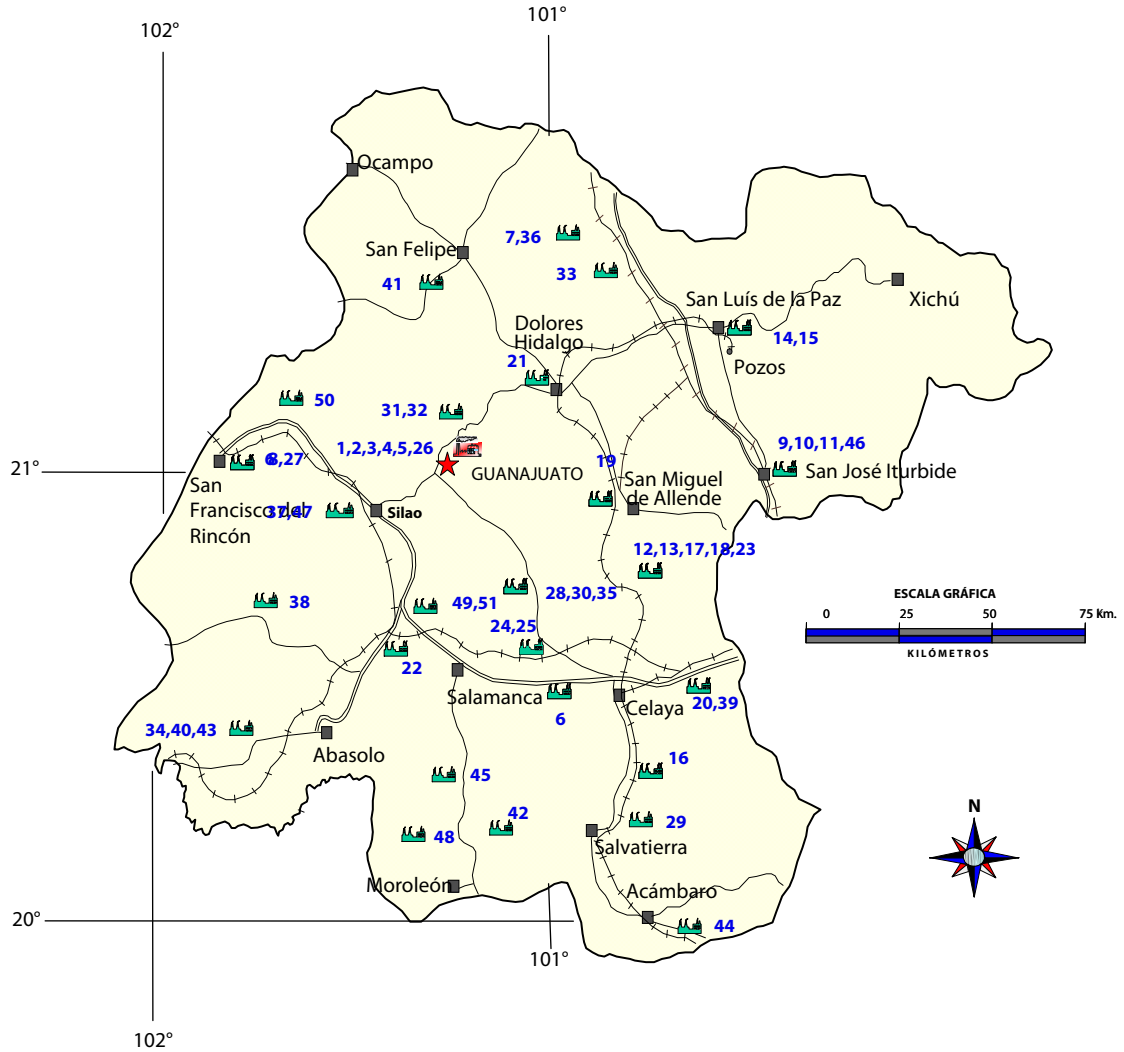 101°
102°
Ocampo
7,36
San Felipe
33
41
San Luís de la Paz
Xichú
Dolores
Hidalgo
14,15
21
Pozos
50
31,32
1,2,3,4,5,26
9,10,11,46
21°
8,27
19
GUANAJUATO
San José Iturbide
San Miguel
de Allende
San
Francisco del
Rincón
37,47
Silao
12,13,17,18,23
28,30,35
38
49,51
ESCALA GRÁFICA
0 25 50 75 Km.
KILÓMETROS
24,25
22
Salamanca
6
Celaya
20,39
34,40,43
Abasolo
16
45
42
29
48
Salvatierra
N
Moroleón
Acámbaro
20°
44
101°
102°